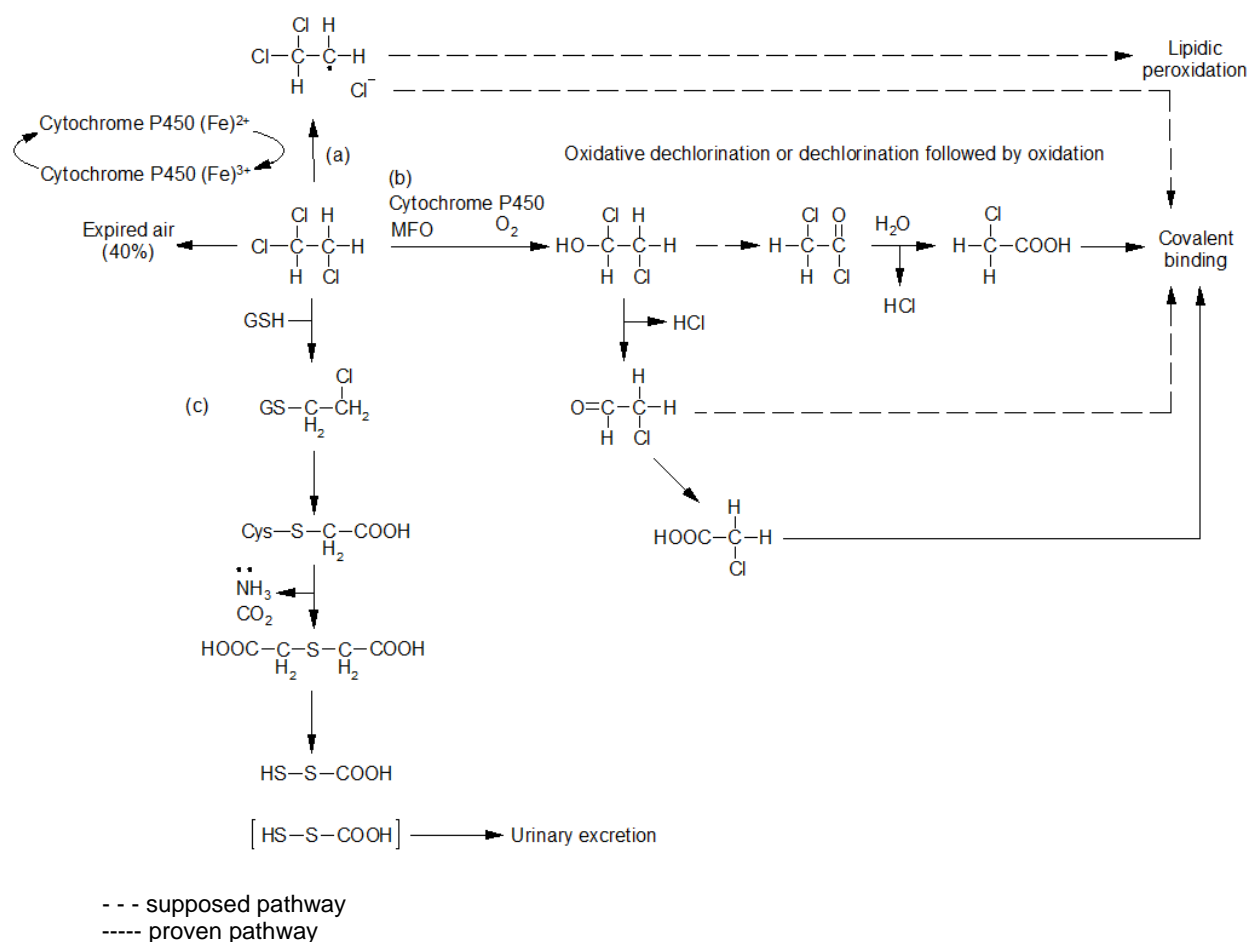 Cl H
Cl–C–C–H
H Cl⁻
Lipidic
peroxidation
Cytochrome P450 (Fe)²⁺
Cytochrome P450 (Fe)³⁺
(a)
Oxidative dechlorination or dechlorination followed by oxidation
(b)
Cytochrome P450
MFO O₂
Expired air
(40%)
Cl H
Cl–C–C–H
H Cl
Cl H
HO–C–C–H
H Cl
Cl O
H–C–C
H Cl
H₂O
HCl
Cl
H–C–COOH
H
Covalent
binding
GSH
HCl
(c)
Cl
GS–C–CH₂
H₂
H
O=C–C–H
H Cl
Cys–S–C–COOH
H₂
H
HOOC–C–H
Cl
NH₃
CO₂
HOOC–C–S–C–COOH
H₂ H₂
HS–S–COOH
[HS–S–COOH]
Urinary excretion
- - - supposed pathway
----- proven pathway